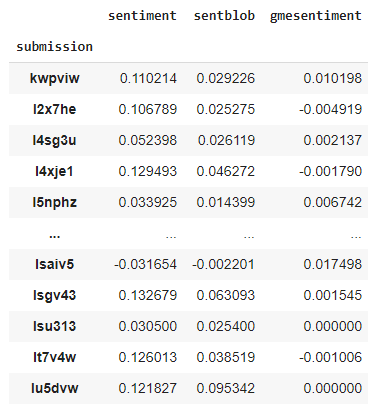 sentiment sentblob gmesentiment
submission
kwpviw 0.110214 0.029226 0.010198
l2x7he 0.106789 0.025275 -0.004919
l4sg3u 0.052398 0.026119 0.002137
l4xje1 0.129493 0.046272 -0.001790
l5nphz 0.033925 0.014399 0.006742
... ... ... ...
lsaiv5 -0.031654 -0.002201 0.017498
lsgv43 0.132679 0.063093 0.001545
lsu313 0.030500 0.025400 0.000000
lt7v4w 0.126013 0.038519 -0.001006
lu5dvw 0.121827 0.095342 0.000000